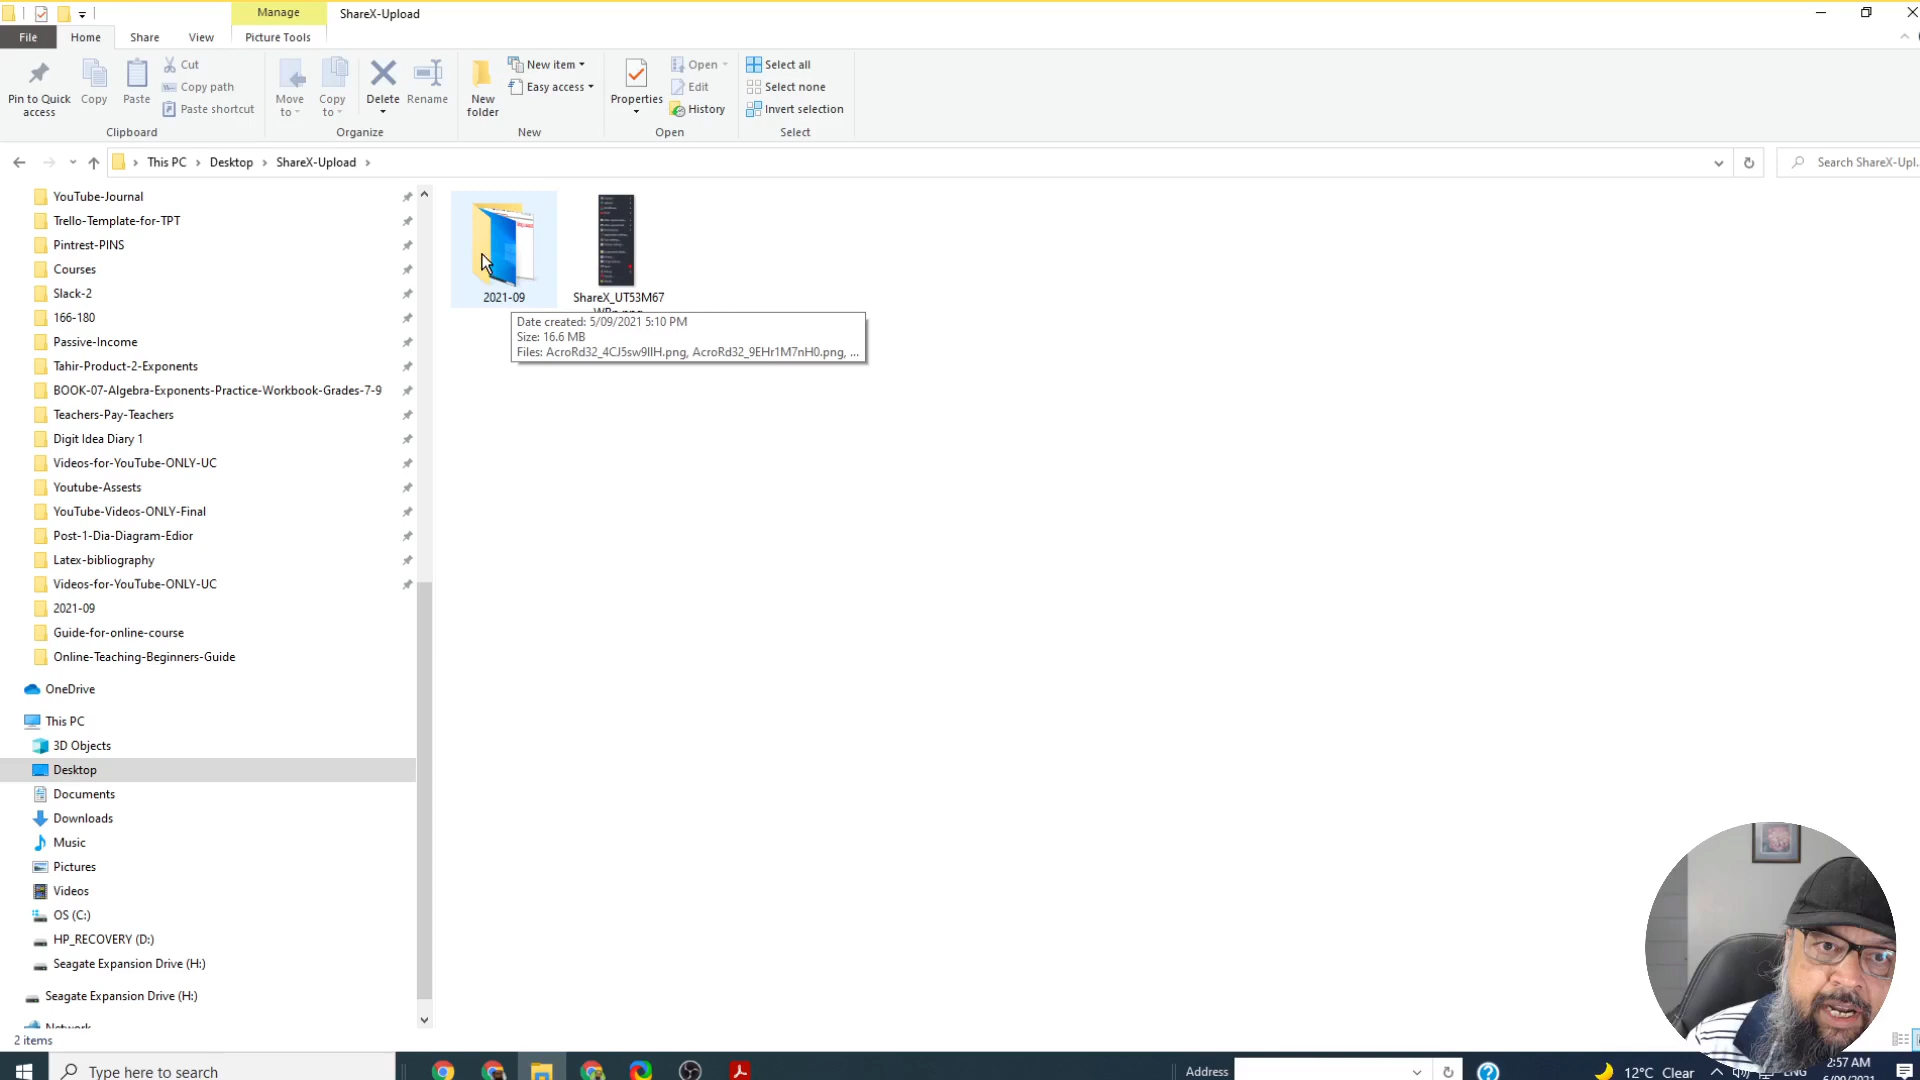 Manage
ShareX-Upload
File
Home
Share
View
Picture Tools
Pin to Quick access
Copy
Paste
Cut
Copy path
Paste shortcut
Clipboard
Move to
Copy to
Delete
Rename
Organize
New folder
New item
Easy access
New
Properties
Open
Edit
History
Open
Select all
Select none
Invert selection
Select
This PC
Desktop
ShareX-Upload
Search ShareX-Upl...
YouTube-Journal
Trello-Template-for-TPT
Pintrest-PINS
Courses
Slack-2
166-180
Passive-Income
Tahir-Product-2-Exponents
BOOK-07-Algebra-Exponents-Practice-Workbook-Grades-7-9
Teachers-Pay-Teachers
Digit Idea Diary 1
Videos-for-YouTube-ONLY-UC
Youtube-Assests
YouTube-Videos-ONLY-Final
Post-1-Dia-Diagram-Edior
Latex-bibliography
Videos-for-YouTube-ONLY-UC
2021-09
Guide-for-online-course
Online-Teaching-Beginners-Guide
OneDrive
This PC
3D Objects
Desktop
Documents
Downloads
Music
Pictures
Videos
OS (C:)
HP_RECOVERY (D:)
Seagate Expansion Drive (H:)
Seagate Expansion Drive (H:)
Network
2021-09
ShareX_UT53M67
Date created: 5/09/2021 5:10 PM
Size: 16.6 MB
Files: AcroRd32_4CJ5sw9IIH.png, AcroRd32_9EHr1M7nH0.png, ...
2 items
Type here to search
Address
12°C Clear
ENG
2:57 AM